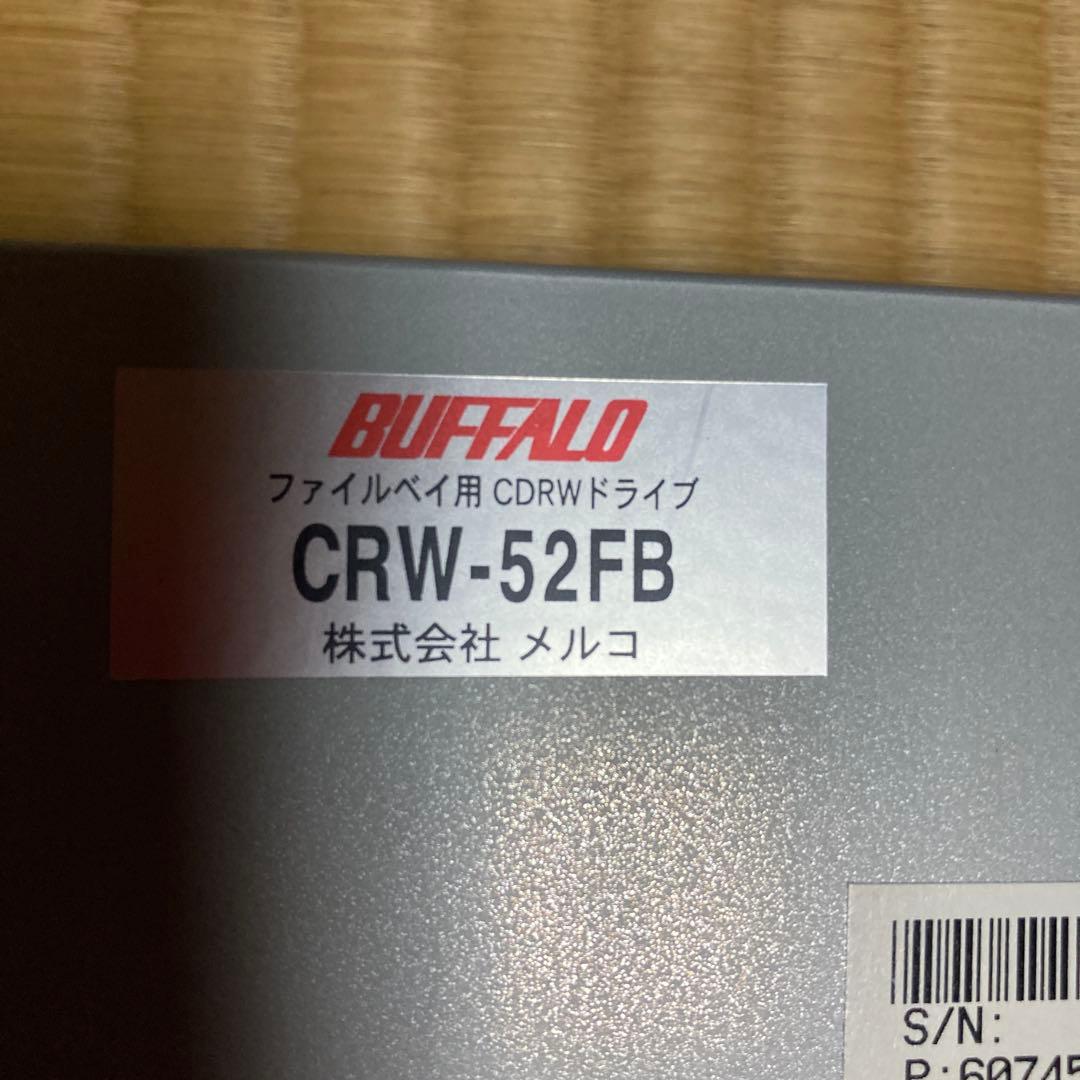 BUFFALO
ファイルベイ用 CDRWドライブ
CRW-52FB
株式会社 メルコ
S/N:
P:60745